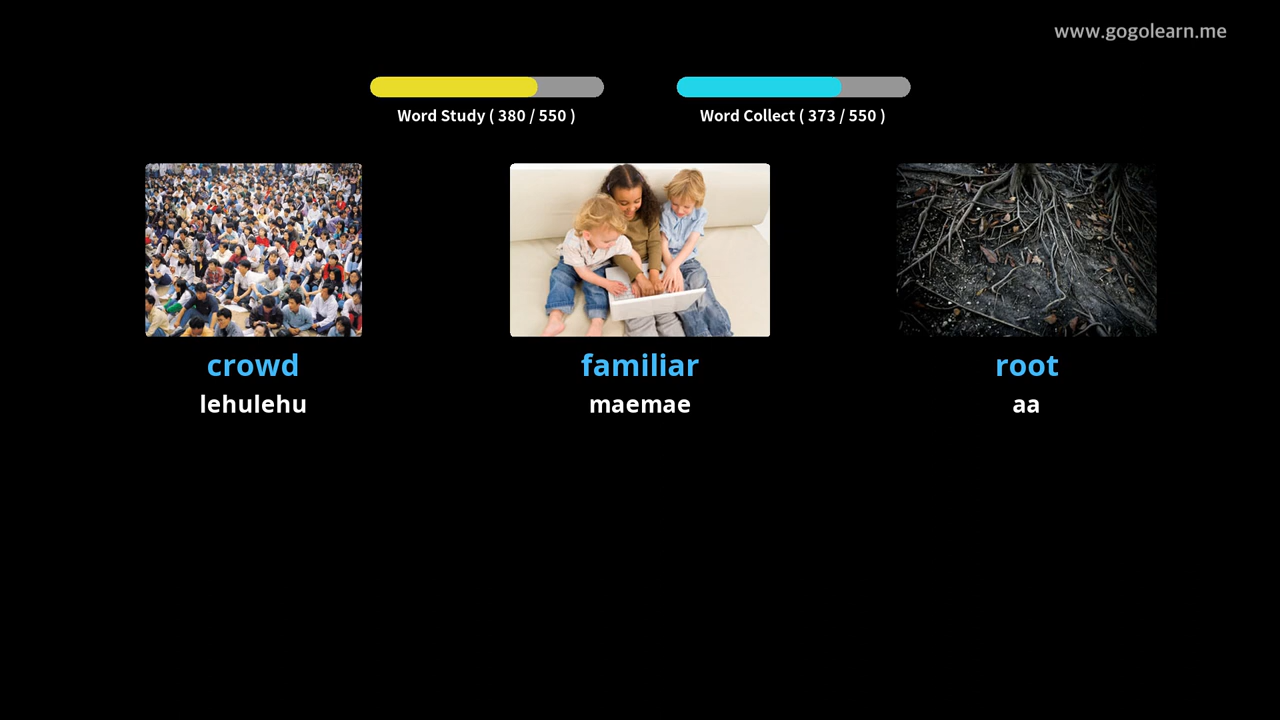 www.gogolearn.me
Word Study ( 380 / 550 )
Word Collect ( 373 / 550 )
crowd
familiar
root
lehulehu
maemae
aa